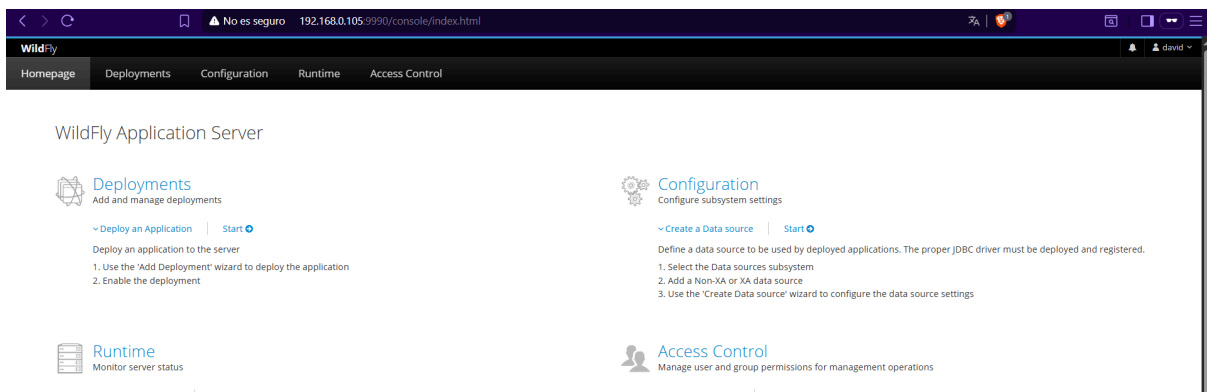 No es seguro 192.168.0.105:9990/console/index.html
WildFly david
Homepage Deployments Configuration Runtime Access Control
WildFly Application Server
Deployments
Add and manage deployments
Deploy an Application Start
Deploy an application to the server
1. Use the 'Add Deployment' wizard to deploy the application
2. Enable the deployment
Configuration
Configure subsystem settings
Create a Data source Start
Define a data source to be used by deployed applications. The proper JDBC driver must be deployed and registered.
1. Select the Data sources subsystem
2. Add a Non-XA or XA data source
3. Use the 'Create Data source' wizard to configure the data source settings
Runtime
Monitor server status
Access Control
Manage user and group permissions for management operations